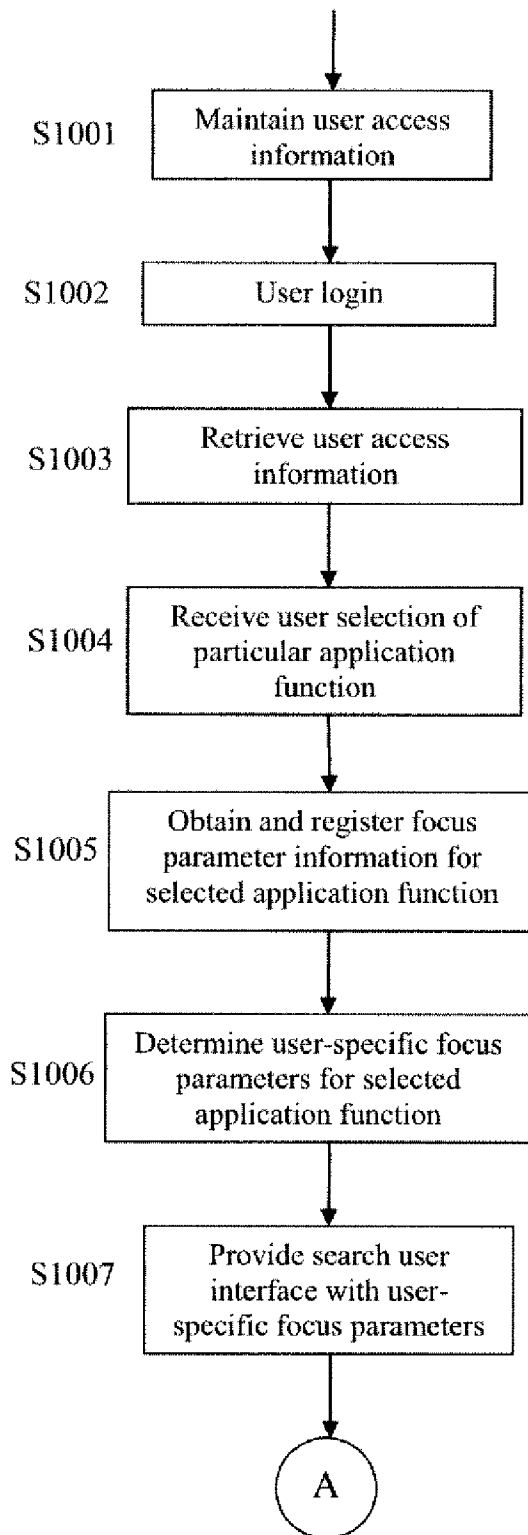 S1001
Maintain user access
information
S1002
User login
S1003
Retrieve user access
information
S1004
Receive user selection of
particular application
function
S1005
Obtain and register focus
parameter information for
selected application function
S1006
Determine user-specific focus
parameters for selected
application function
S1007
Provide search user
interface with user-
specific focus parameters
A